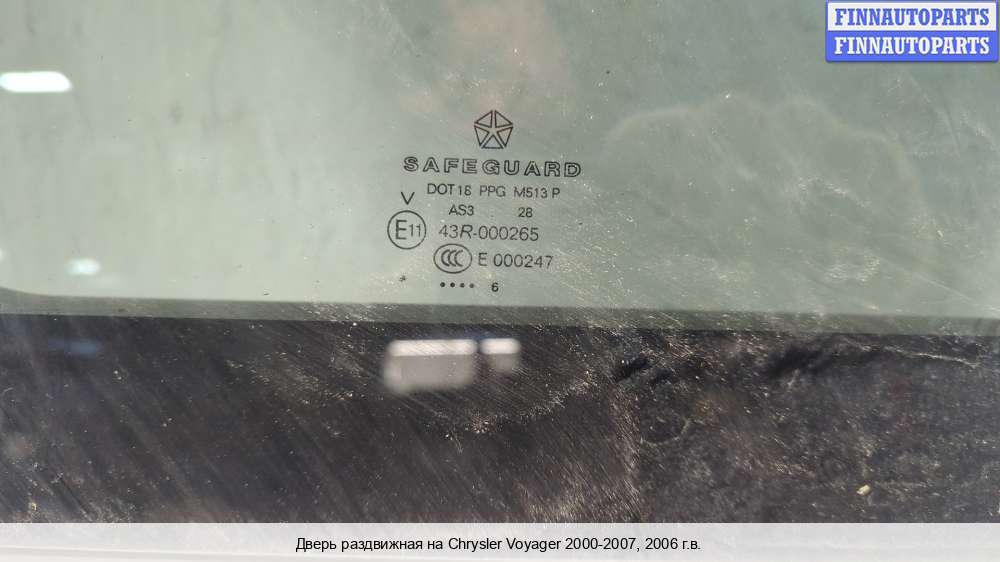 FINNAUTOPARTS
FINNAUTOPARTS
SAFEGUARD
DOT18 PPG M513 P
V AS3 28
E11 43R-000265
CCC E 000247
* •••• 6
Дверь раздвижная на Chrysler Voyager 2000-2007, 2006 г.в.